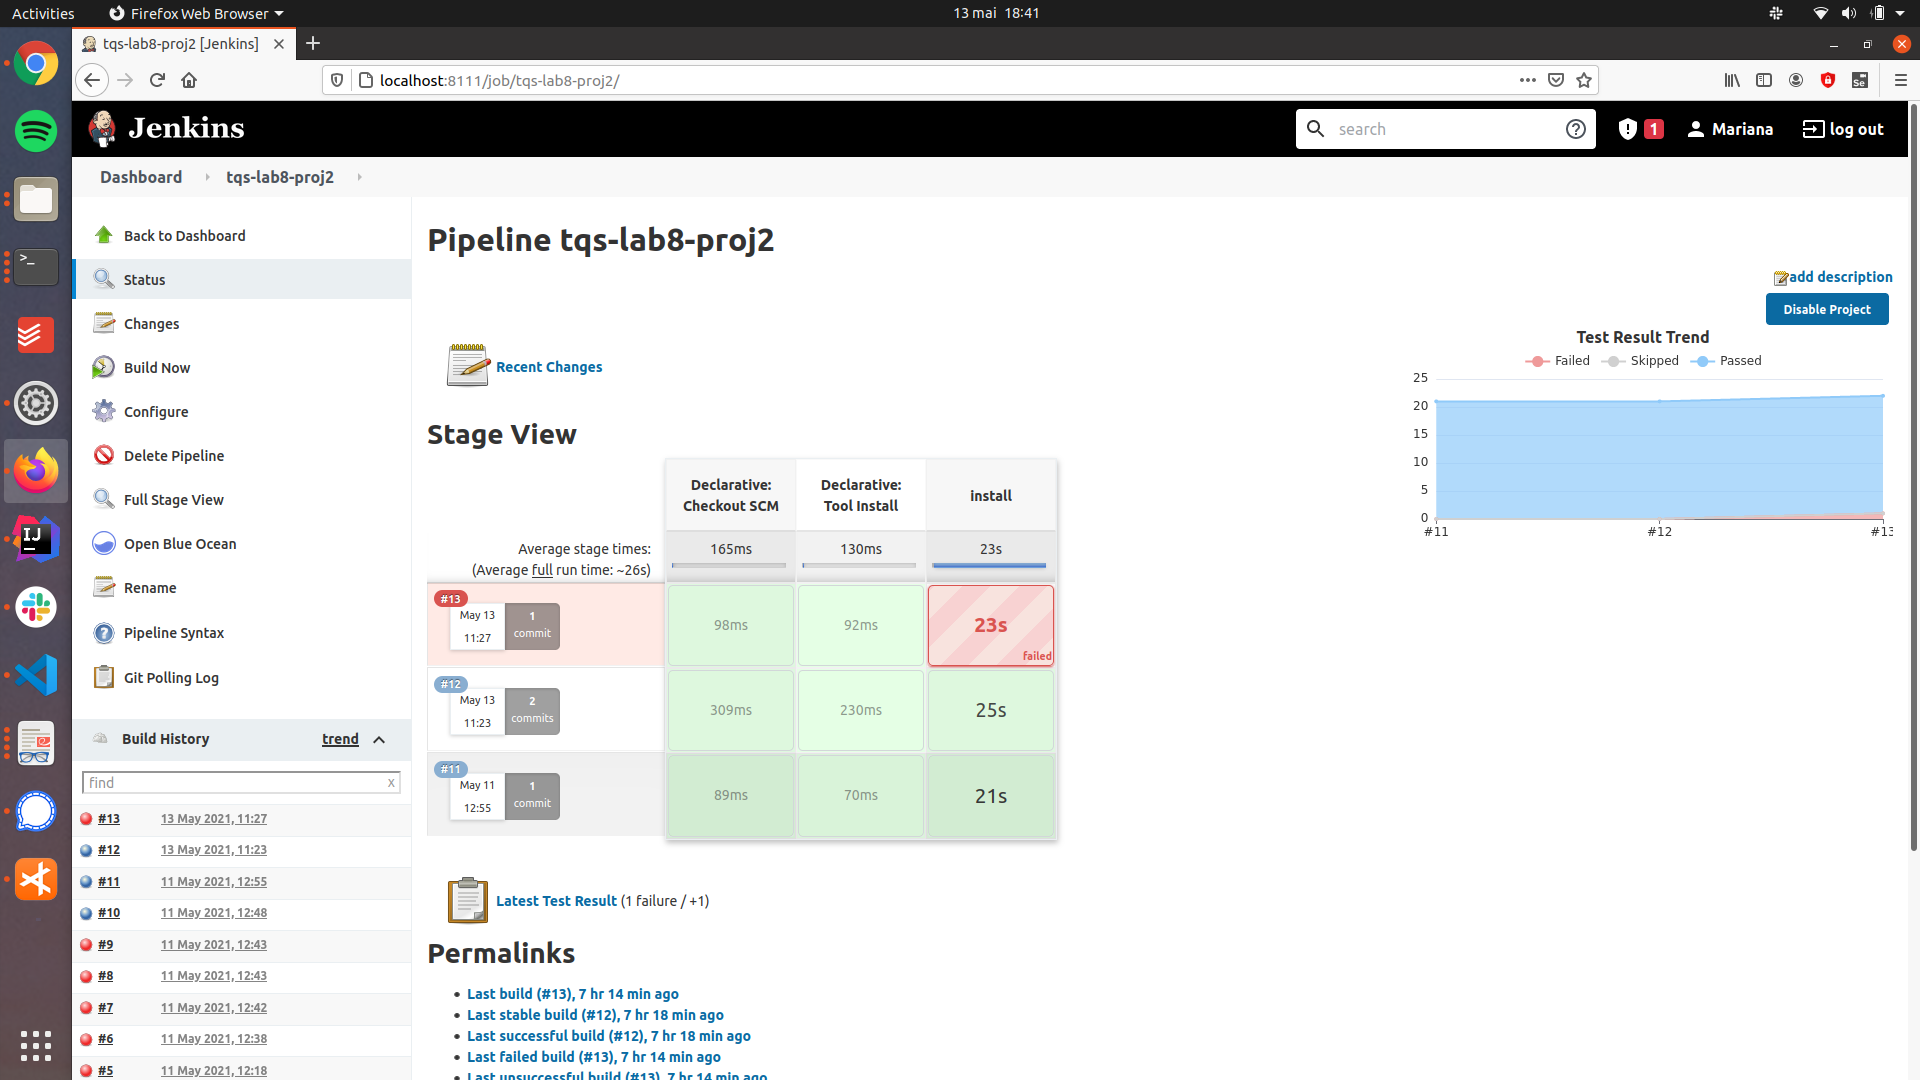 Activities
Firefox Web Browser
13 mai 18:41
tqs-lab8-proj2 [Jenkins]
localhost:8111/job/tqs-lab8-proj2/
Se
Jenkins
search
1
Mariana
log out
Dashboard
tqs-lab8-proj2
Back to Dashboard
Status
Changes
Build Now
Configure
Delete Pipeline
Full Stage View
Open Blue Ocean
Rename
Pipeline Syntax
Git Polling Log
Build History
trend
find
x
#13 13 May 2021, 11:27
#12 13 May 2021, 11:23
#11 11 May 2021, 12:55
#10 11 May 2021, 12:48
#9 11 May 2021, 12:43
#8 11 May 2021, 12:43
#7 11 May 2021, 12:42
#6 11 May 2021, 12:38
#5 11 May 2021, 12:18
Pipeline tqs-lab8-proj2
add description
Disable Project
Recent Changes
Test Result Trend
Failed Skipped Passed
25
20
15
10
5
0
#11 #12 #13
Stage View
Declarative: Checkout SCM
Declarative: Tool Install
install
Average stage times:
(Average full run time: ~26s)
165ms 130ms 23s
#13
May 13
11:27
1
commit
98ms 92ms 23s
failed
#12
May 13
11:23
2
commits
309ms 230ms 25s
#11
May 11
12:55
1
commit
89ms 70ms 21s
Latest Test Result (1 failure / +1)
Permalinks
Last build (#13), 7 hr 14 min ago
Last stable build (#12), 7 hr 18 min ago
Last successful build (#12), 7 hr 18 min ago
Last failed build (#13), 7 hr 14 min ago
Last unsuccessful build (#13), 7 hr 14 min ago
>_
IJ